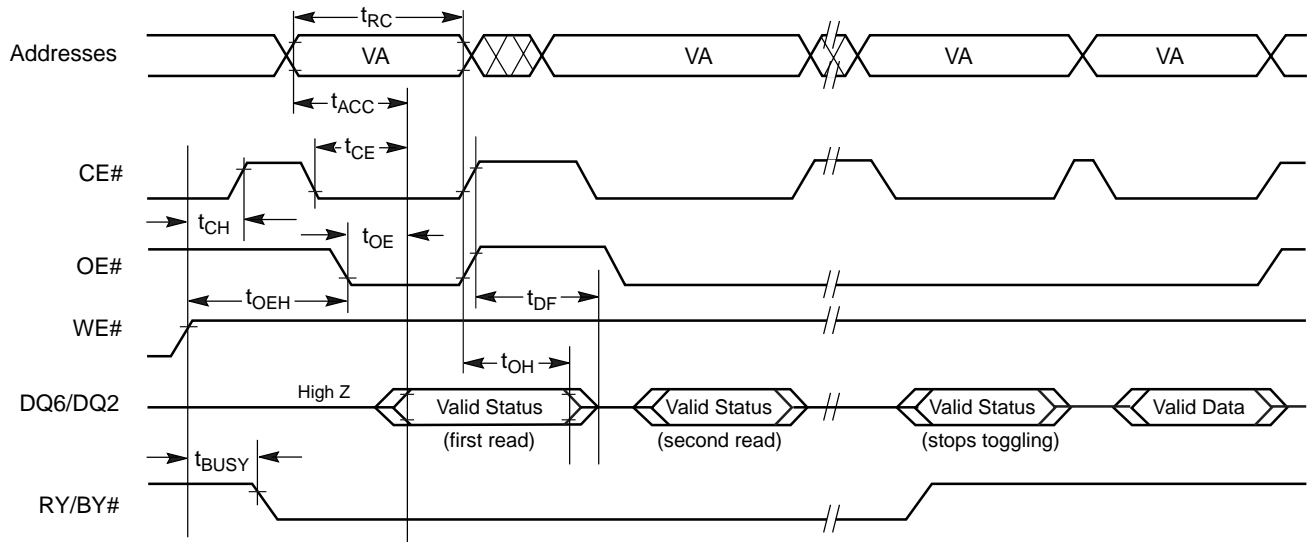 tRC
Addresses VA VA VA VA
tACC
tCE
CE#
tCH tOE
OE#
tOEH tDF
WE#
tOH
High Z
DQ6/DQ2 Valid Status Valid Status Valid Status Valid Data
(first read) (second read) (stops toggling)
tBUSY
RY/BY#